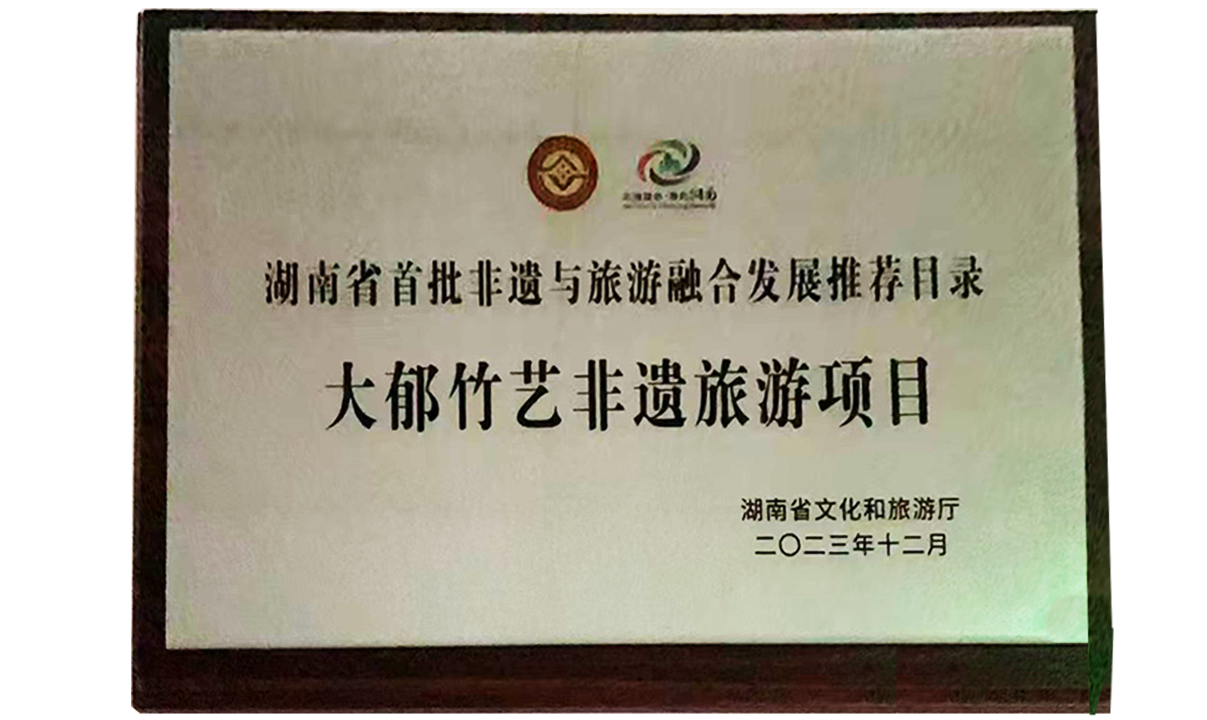 湖南省首批非遗与旅游融合发展推荐目录
大郁竹艺非遗旅游项目
湖南省文化和旅游厅
二〇二三年十二月